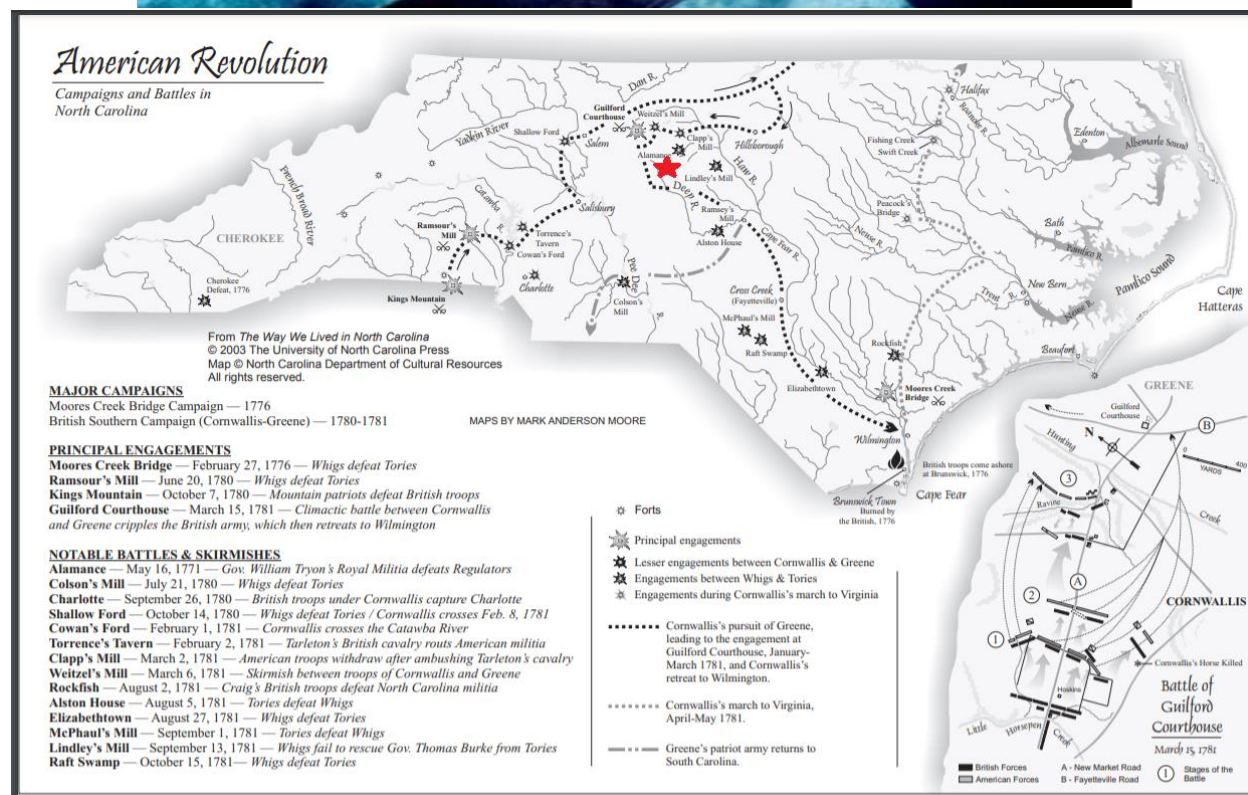 American Revolution
Campaigns and Battles in
North Carolina
Dan R.
Guilford
Courthouse
Weitzel's Mill
Halifax
Roanoke R.
Yadkin River
Shallow Ford
Salem
Clapp's
Mill
Hillsborough
Fishing Creek
Swift Creek
Edenton
Albemarle Sound
Alamance
Haw R.
Lindley's Mill
French Broad River
Catawba
R.
Deep R.
Salisbury
Ramsey's
Mill
Peacock's
Bridge
Bath
CHEROKEE
Ramsour's
Mill
Torrence's
Tavern
Cowan's Ford
Alston House
Cape Fear R.
Neuse R.
Pamlico R.
Cherokee
Defeat, 1776
Charlotte
Pee Dee
Kings Mountain
Colson's
Mill
Cross Creek
(Fayetteville)
Trent
R.
New Bern
Neuse R.
Pamlico Sound
Cape
Hatteras
McPhaul's Mill
Raft Swamp
Rockfish
Beaufort
Elizabethtown
Moores Creek
Bridge
Wilmington
British troops come ashore
at Brunswick, 1776
Brunswick Town
Burned by
the British, 1776
Cape Fear
From The Way We Lived in North Carolina
© 2003 The University of North Carolina Press
Map © North Carolina Department of Cultural Resources
All rights reserved.
MAPS BY MARK ANDERSON MOORE
MAJOR CAMPAIGNS
Moores Creek Bridge Campaign — 1776
British Southern Campaign (Cornwallis-Greene) — 1780-1781
PRINCIPAL ENGAGEMENTS
Moores Creek Bridge — February 27, 1776 — Whigs defeat Tories
Ramsour's Mill — June 20, 1780 — Whigs defeat Tories
Kings Mountain — October 7, 1780 — Mountain patriots defeat British troops
Guilford Courthouse — March 15, 1781 — Climactic battle between Cornwallis
and Greene cripples the British army, which then retreats to Wilmington
NOTABLE BATTLES & SKIRMISHES
Alamance — May 16, 1771 — Gov. William Tryon's Royal Militia defeats Regulators
Colson's Mill — July 21, 1780 — Whigs defeat Tories
Charlotte — September 26, 1780 — British troops under Cornwallis capture Charlotte
Shallow Ford — October 14, 1780 — Whigs defeat Tories / Cornwallis crosses Feb. 8, 1781
Cowan's Ford — February 1, 1781 — Cornwallis crosses the Catawba River
Torrence's Tavern — February 2, 1781 — Tarleton's British cavalry routs American militia
Clapp's Mill — March 2, 1781 — American troops withdraw after ambushing Tarleton's cavalry
Weitzel's Mill — March 6, 1781 — Skirmish between troops of Cornwallis and Greene
Rockfish — August 2, 1781 — Craig's British troops defeat North Carolina militia
Alston House — August 5, 1781 — Tories defeat Whigs
Elizabethtown — August 27, 1781 — Whigs defeat Tories
McPhaul's Mill — September 1, 1781 — Tories defeat Whigs
Lindley's Mill — September 13, 1781 — Whigs fail to rescue Gov. Thomas Burke from Tories
Raft Swamp — October 15, 1781— Whigs defeat Tories
Forts
Principal engagements
Lesser engagements between Cornwallis & Greene
Engagements between Whigs & Tories
Engagements during Cornwallis's march to Virginia
Cornwallis's pursuit of Greene,
leading to the engagement at
Guilford Courthouse, January-
March 1781, and Cornwallis's
retreat to Wilmington.
Cornwallis's march to Virginia,
April-May 1781.
Greene's patriot army returns to
South Carolina.
GREENE
Guilford
Courthouse
B
Hunting
N
0
400
YARDS
3
Ravine
Creek
A
2
CORNWALLIS
1
Cornwallis's Horse Killed
Hoskins
Little
Horsepen
Creek
Battle of
Guilford
Courthouse
March 15, 1781
British Forces
American Forces
A - New Market Road
B - Fayetteville Road
1
Stages of the
Battle